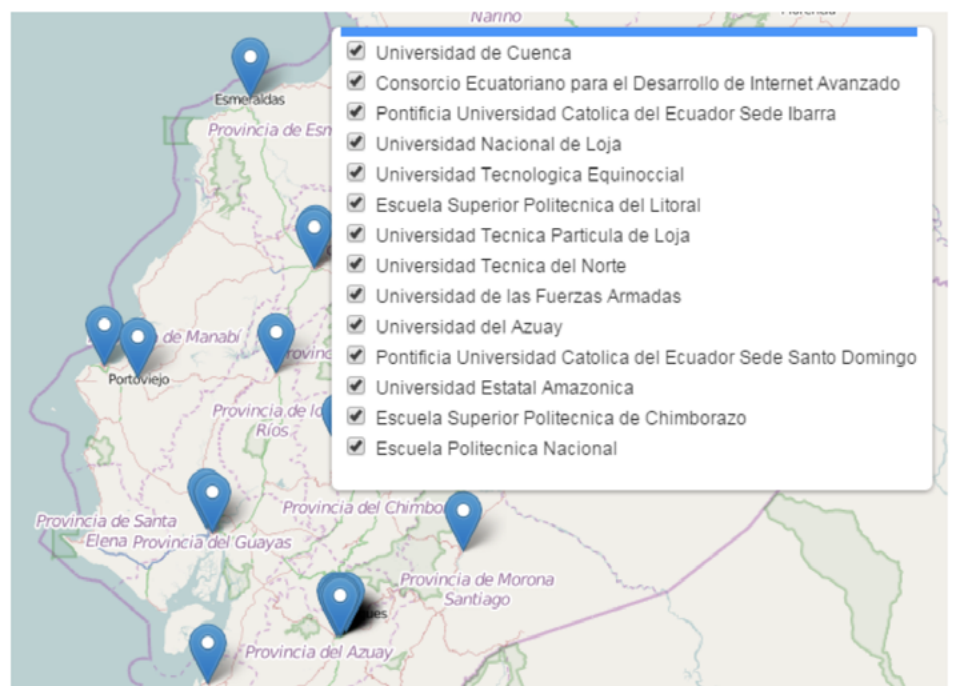 Nariño
Esmeraldas
Provincia de Esm
Universidad de Cuenca
Consorcio Ecuatoriano para el Desarrollo de Internet Avanzado
Pontificia Universidad Catolica del Ecuador Sede Ibarra
Universidad Nacional de Loja
Universidad Tecnologica Equinoccial
Escuela Superior Politecnica del Litoral
Universidad Tecnica Particula de Loja
Universidad Tecnica del Norte
Universidad de las Fuerzas Armadas
Universidad del Azuay
Pontificia Universidad Catolica del Ecuador Sede Santo Domingo
Universidad Estatal Amazonica
Escuela Superior Politecnica de Chimborazo
Escuela Politecnica Nacional
de Manabí
Portoviejo
Provincia de
Rios
Provincia del Chimbo
Provincia de Santa
Elena
Provincia del Guayas
Provincia de Morona
Santiago
Provincia del Azuay